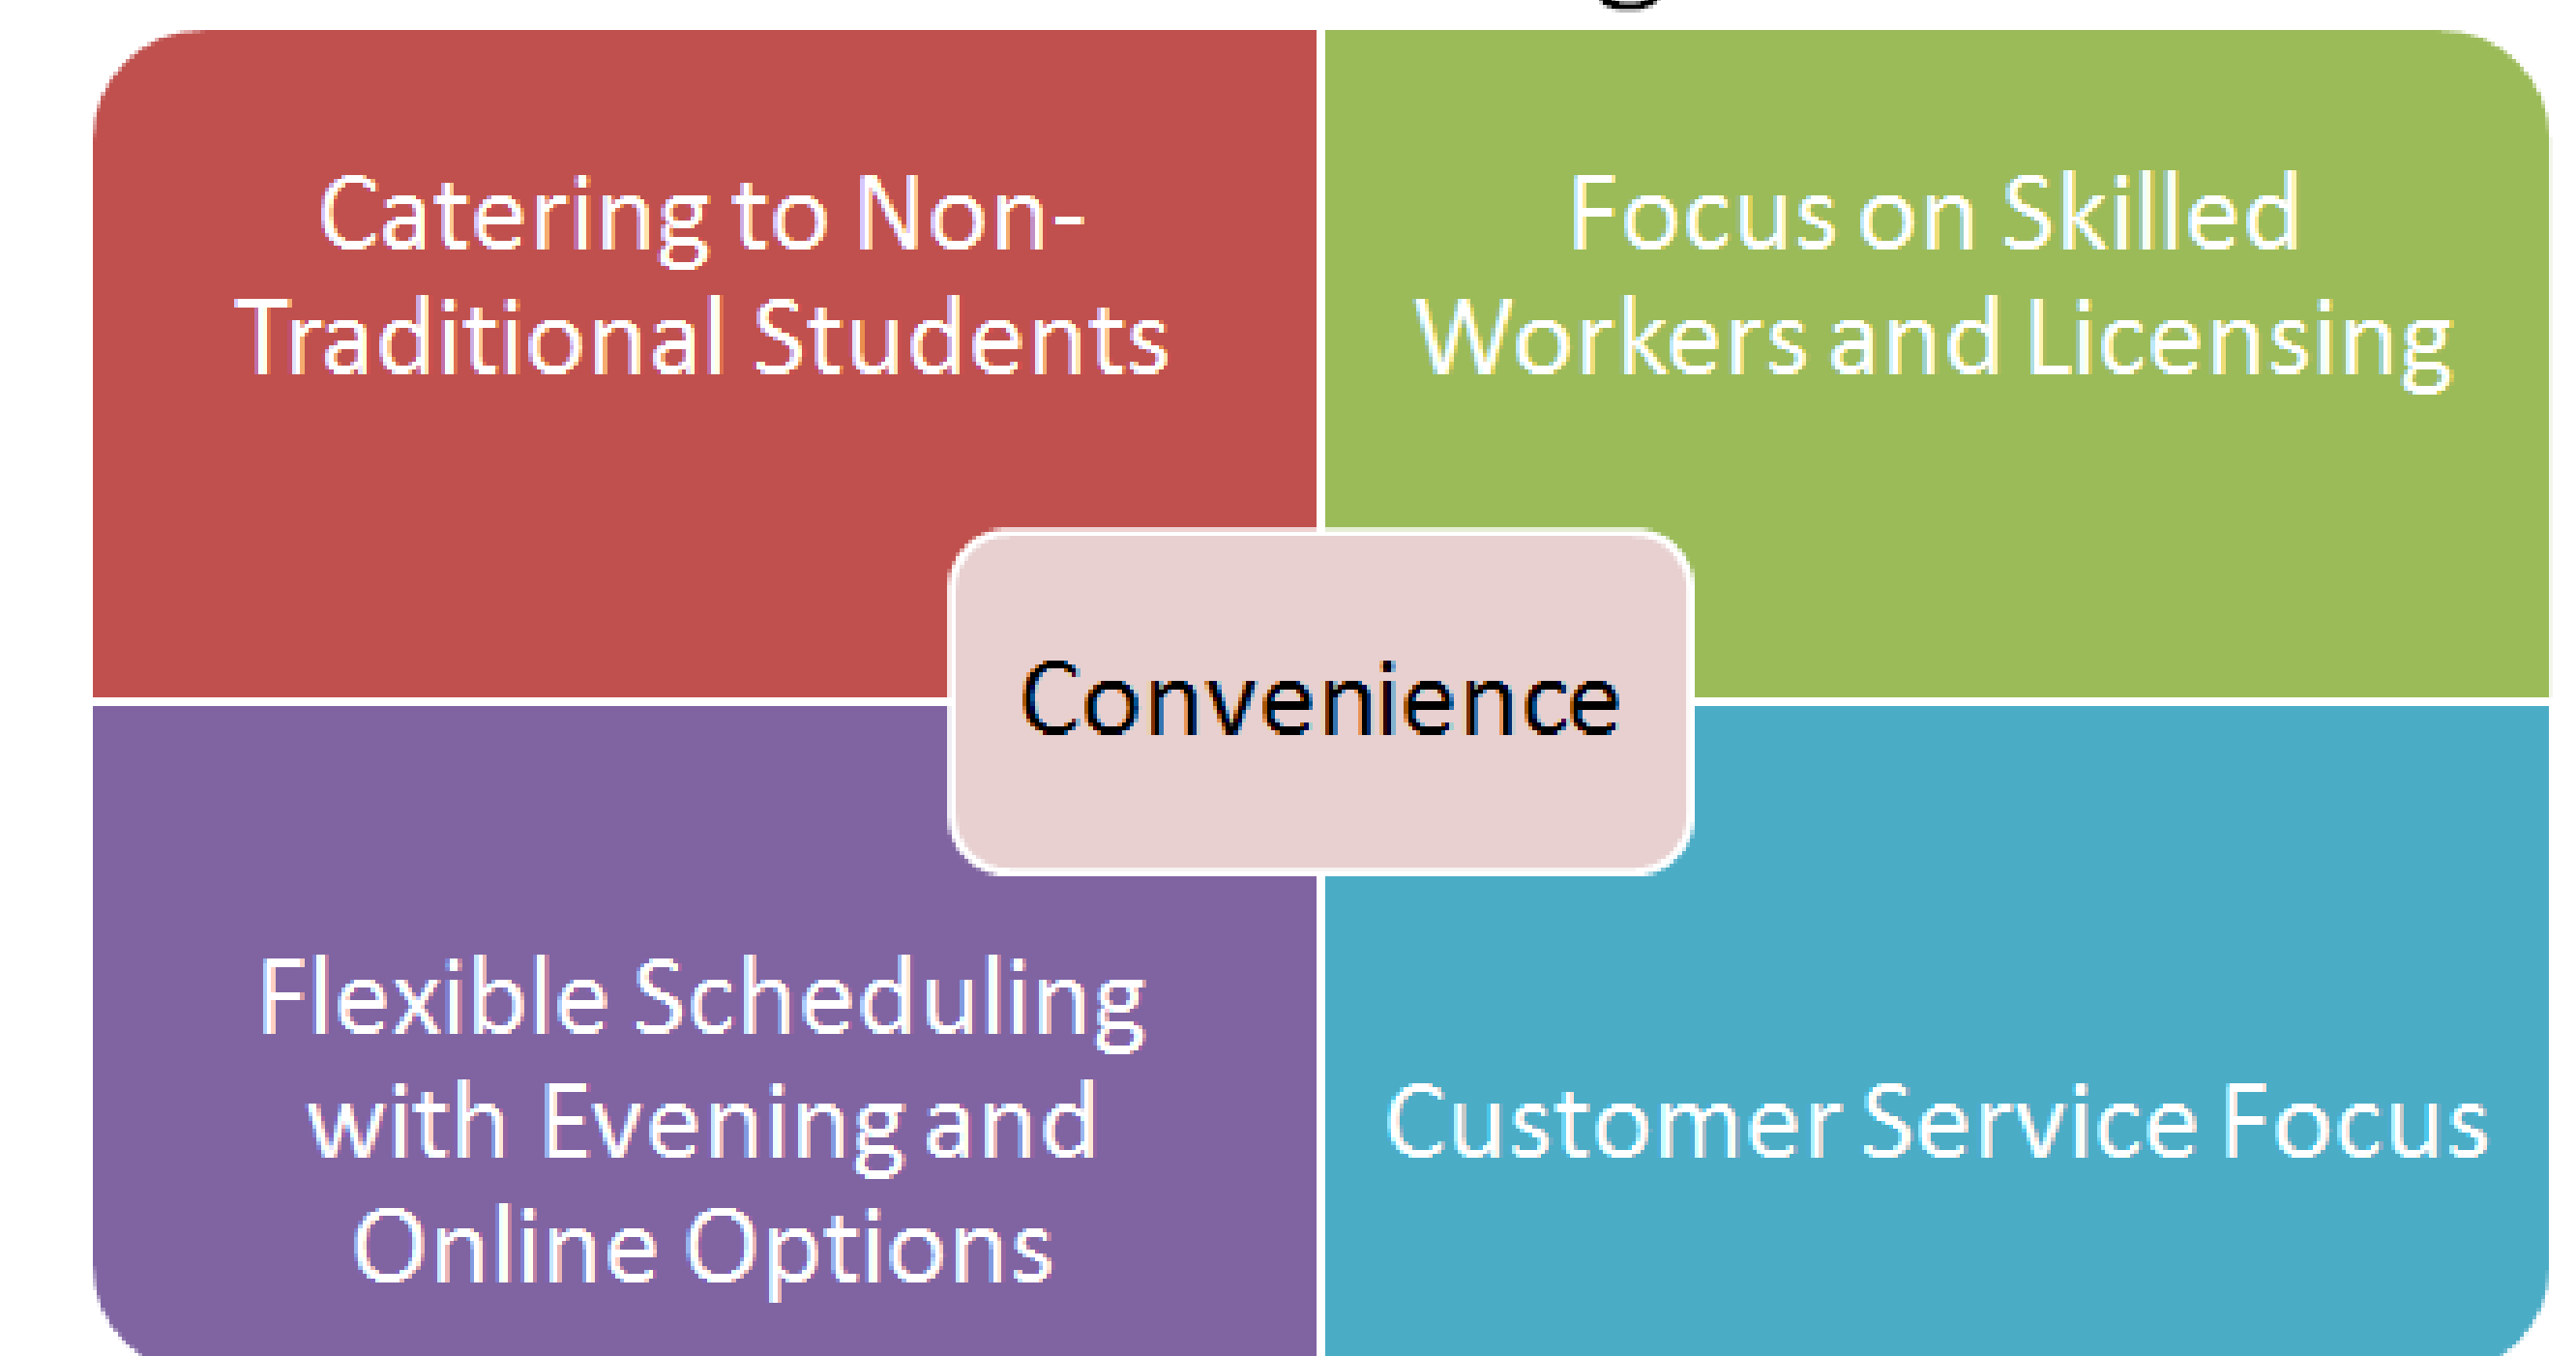 Catering to Non-
Traditional Students
Focus on Skilled
Workers and Licensing
Convenience
Flexible Scheduling
with Evening and
Online Options
Customer Service Focus